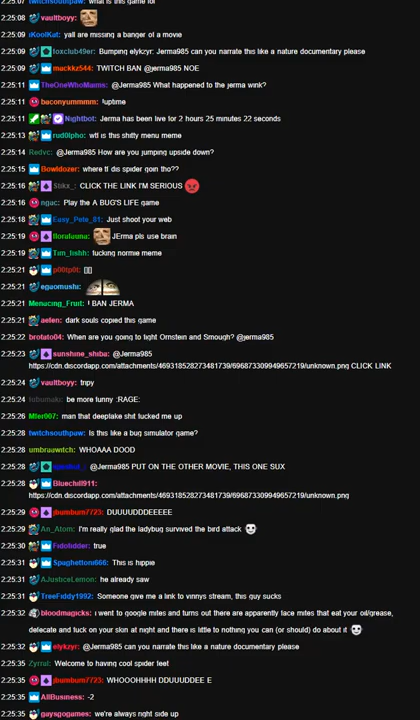 2:25:07 twitchsouthpaw: what is this game lol
2:25:08 vaultboyy:
2:25:09 iKoolKat: yall are missing a banger of a movie
2:25:09 foxclub49er: Bumping elykzyr: Jerma985 can you narrate this like a nature documentary please
2:25:09 mackkz544: TWITCH BAN @jerma985 NOE
2:25:11 TheOneWhoMaims: @Jerma985 What happened to the jerma wink?
2:25:11 baconyummmm: !uptime
2:25:11 Nightbot: Jerma has been live for 2 hours 25 minutes 22 seconds
2:25:13 rud0lpho: wtf is this shitty menu meme
2:25:14 Redvc: @Jerma985 How are you jumping upside down?
2:25:15 Bowldozer: where tf dis spider goin tho??
2:25:16 Stikx_: CLICK THE LINK I'M SERIOUS
2:25:16 ngac: Play the A BUG'S LIFE game
2:25:18 Easy_Pete_81: Just shoot your web
2:25:19 florafauna: JErma pls use brain
2:25:19 Tim_fishh: fucking normie meme
2:25:21 p00lp0t: ▯▯
2:25:21 egaomushi:
2:25:21 Menacing_Fruit: I BAN JERMA
2:25:21 aefen: dark souls copied this game
2:25:22 brotato04: When are you going to fight Ornstein and Smough? @jerma985
2:25:23 sunshine_shiba: @Jerma985
https://cdn.discordapp.com/attachments/469318528273481739/696873309949657219/unknown.png CLICK LINK
2:25:24 vaultboyy: tripy
2:25:24 be more funny :RAGE:
2:25:26 Mfer007: man that deeplake shit fucked me up
2:25:28 twitchsouthpaw: Is this like a bug simulator game?
2:25:28 umbrauwitch: WHOAAA DOOD
2:25:28 @Jerma985 PUT ON THE OTHER MOVIE, THIS ONE SUX
2:25:28 Bluechill911:
https://cdn.discordapp.com/attachments/469318528273481739/696873309949657219/unknown.png
2:25:29 jbumburn7723: DUUUUDDDEEEEE
2:25:29 An_Atom: I'm really glad the ladybug survived the bird attack
2:25:30 Fidofidder: true
2:25:31 Spaghettoni666: This is hippie
2:25:31 AJusticeLemon: he already saw
2:25:31 TreeFiddy1992: Someone give me a link to vinnys stream, this guy sucks
2:25:32 bloodmagicks: i went to google mites and turns out there are apparently face mites that eat your oil/grease,
defecate and fuck on your skin at night and there is little to nothing you can (or should) do about it
2:25:32 elykzyr: @Jerma985 can you narrate this like a nature documentary please
2:25:35 Zyrral: Welcome to having cool spider feet
2:25:35 jbumburn7723: WHOOOHHHH DDUUUDDEE E
2:25:35 AllBusiness: -2
2:25:35 guysgogames: we're always right side up